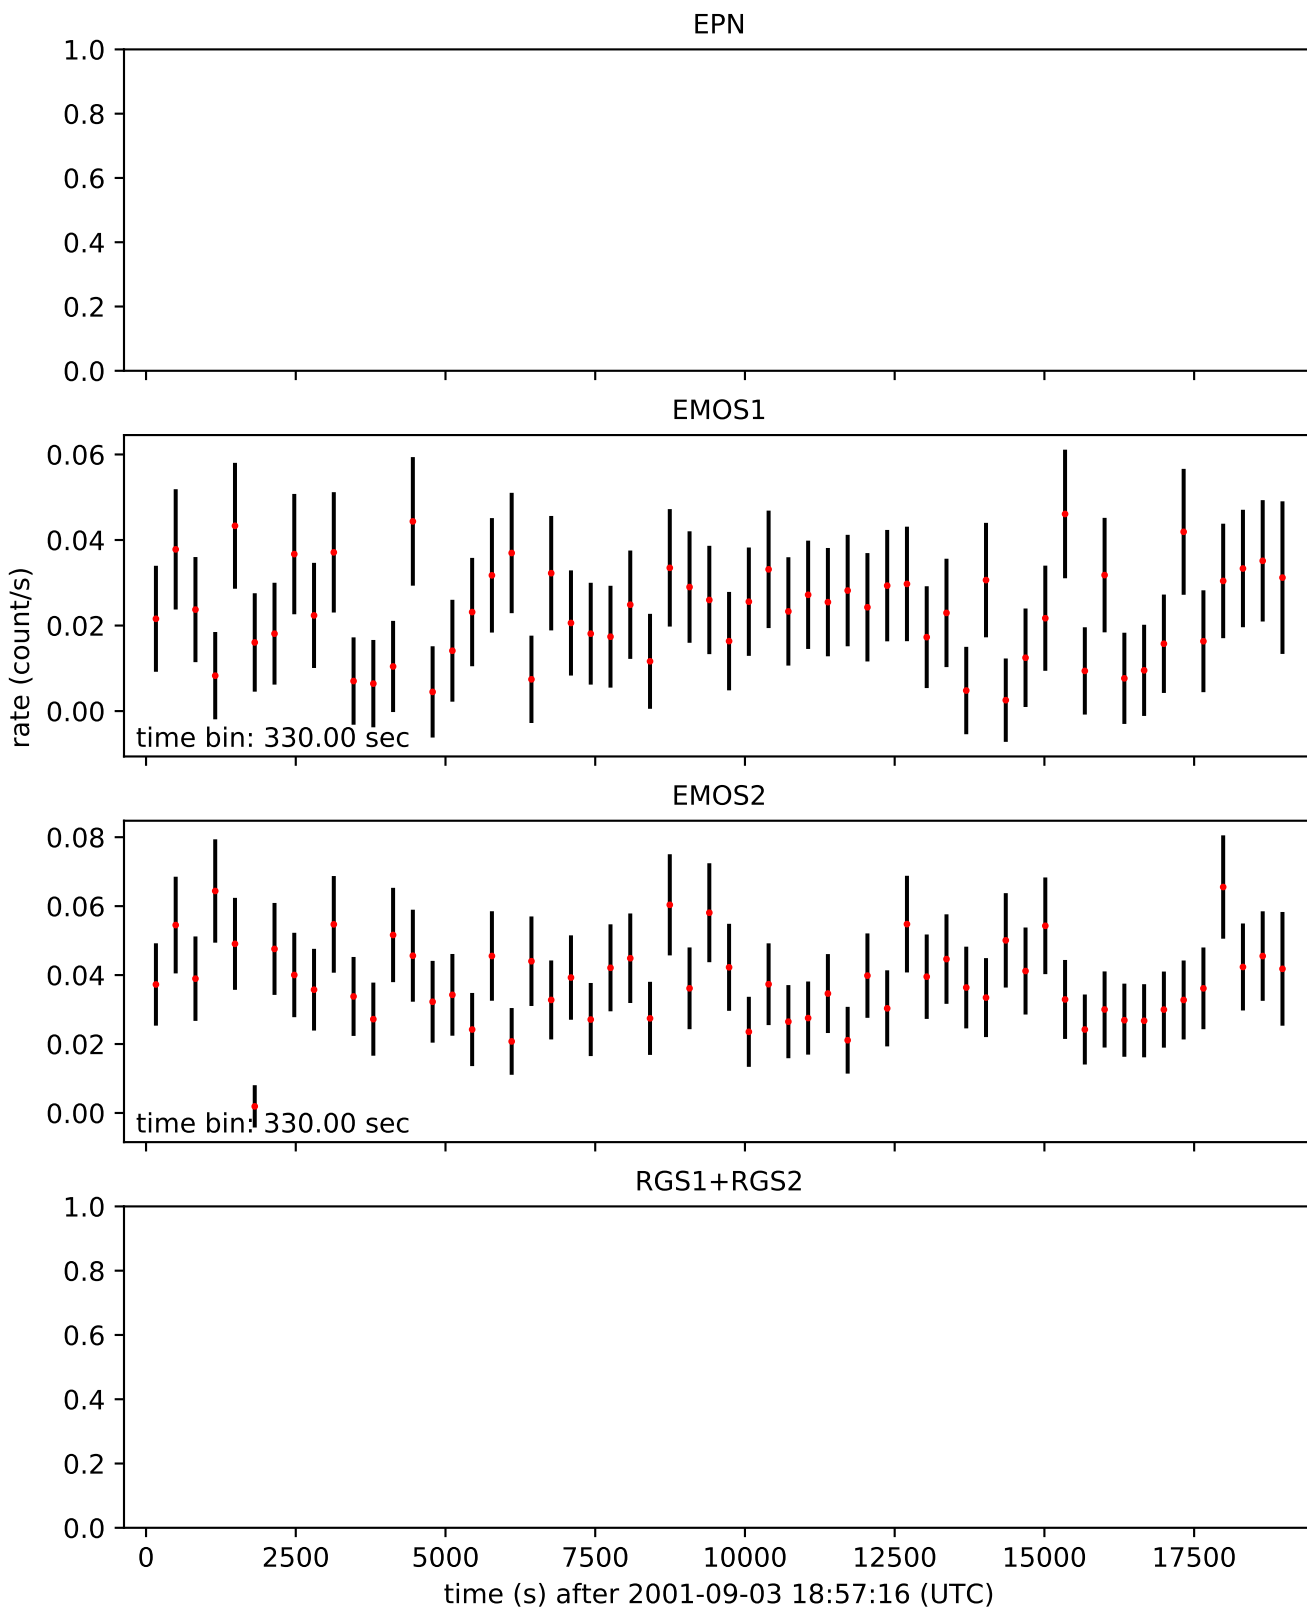 EPN
1.0
0.8
0.6
0.4
0.2
0.0
EMOS1
0.06
0.04
0.02
0.00
time bin: 330.00 sec
rate (count/s)
EMOS2
0.08
0.06
0.04
0.02
0.00
time bin: 330.00 sec
RGS1+RGS2
1.0
0.8
0.6
0.4
0.2
0.0
0 2500 5000 7500 10000 12500 15000 17500
time (s) after 2001-09-03 18:57:16 (UTC)